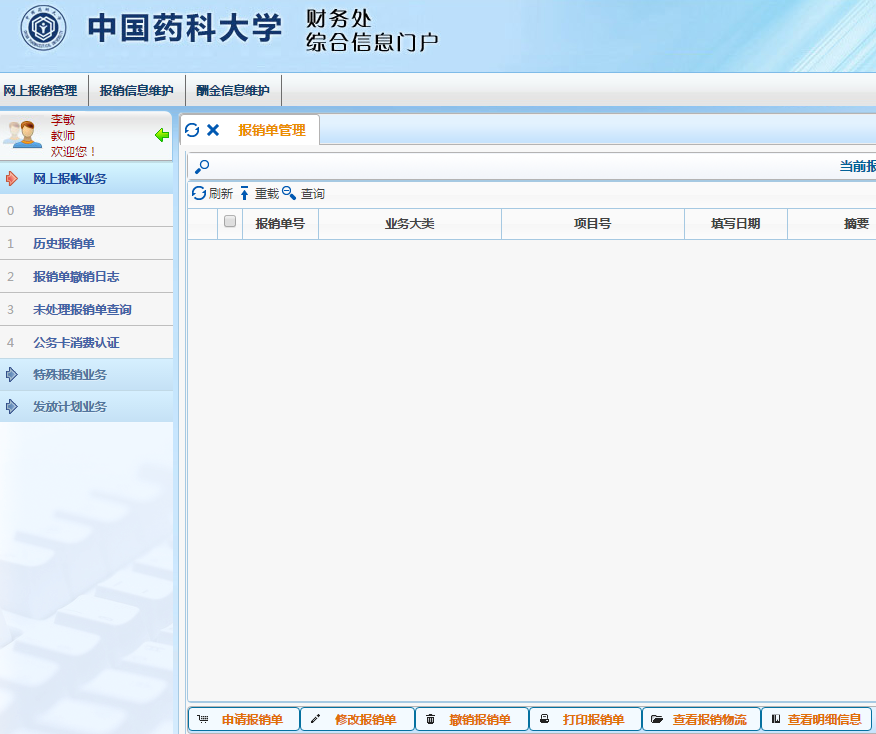 中国药科大学
财务处
综合信息门户
网上报销管理
报销信息维护
酬金信息维护
李敏
教师
欢迎您！
报销单管理
网上报帐业务
当前报
0 报销单管理
刷新 重载 查询
1 历史报销单
报销单号 业务大类 项目号 填写日期 摘要
2 报销单撤销日志
3 未处理报销单查询
4 公务卡消费认证
特殊报销业务
发放计划业务
申请报销单 修改报销单 撤销报销单 打印报销单 查看报销物流 查看明细信息